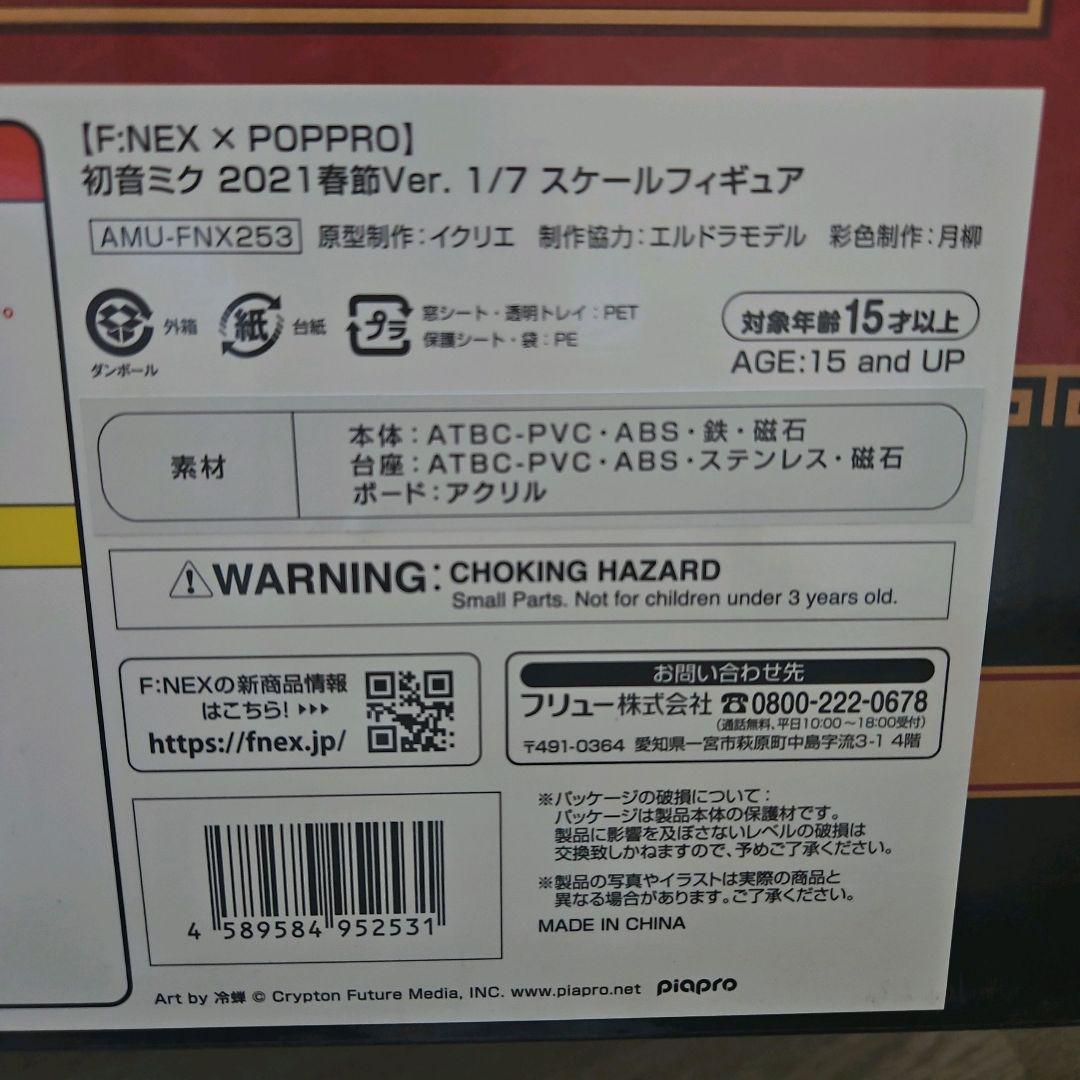 【F:NEX × POPPRO】
初音ミク 2021春節Ver. 1/7 スケールフィギュア
AMU-FNX253 原型制作：イクリエ 制作協力：エルドラモデル 彩色制作：月柳
外箱
ダンボール
紙 台紙
プラ
窓シート・透明トレイ：PET
保護シート・袋：PE
対象年齢15才以上
AGE:15 and UP
素材
本体：ATBC-PVC・ABS・鉄・磁石
台座：ATBC-PVC・ABS・ステンレス・磁石
ボード：アクリル
WARNING: CHOKING HAZARD
Small Parts. Not for children under 3 years old.
F:NEXの新商品情報
はこちら!
https://fnex.jp/
お問い合わせ先
フリュー株式会社 ☎0800-222-0678
（通話無料、平日10:00～18:00受付）
〒491-0364 愛知県一宮市萩原町中島字流3-1 4階
4 589584 952531
※パッケージの破損について：
パッケージは製品本体の保護材です。
製品に影響を及ぼさないレベルの破損は
交換致しかねますので、予めご了承ください。
※製品の写真やイラストは実際の商品と
異なる場合があります。ご了承ください。
MADE IN CHINA
Art by 冷蝉 © Crypton Future Media, INC. www.piapro.net piapro